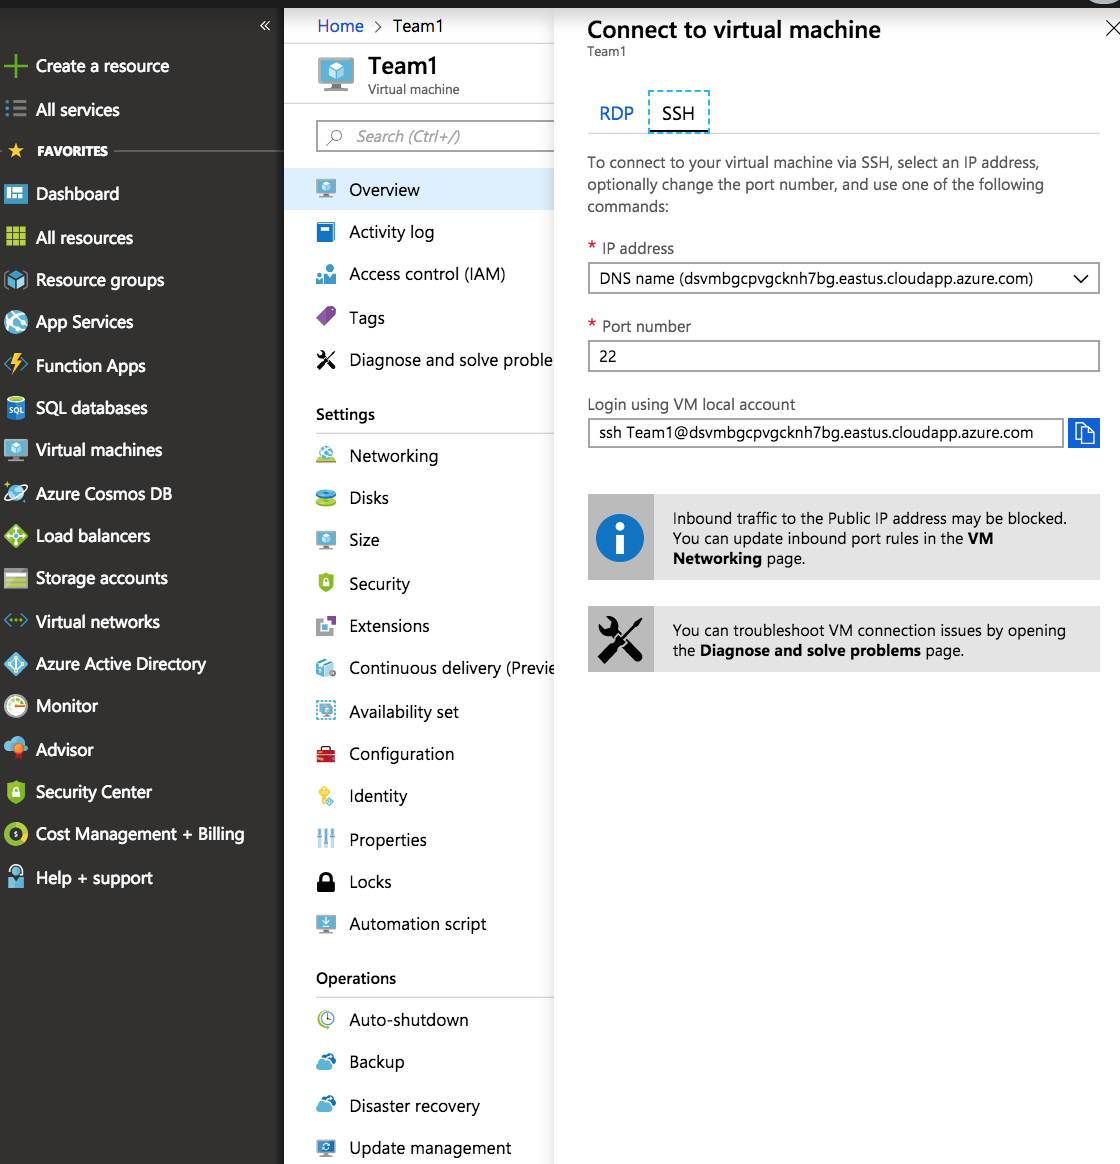 «
Create a resource
All services
FAVORITES
Dashboard
All resources
Resource groups
App Services
Function Apps
SQL databases
Virtual machines
Azure Cosmos DB
Load balancers
Storage accounts
Virtual networks
Azure Active Directory
Monitor
Advisor
Security Center
Cost Management + Billing
Help + support
Home > Team1
Team1
Virtual machine
Search (Ctrl+/)
Overview
Activity log
Access control (IAM)
Tags
Diagnose and solve proble
Settings
Networking
Disks
Size
Security
Extensions
Continuous delivery (Previe
Availability set
Configuration
Identity
Properties
Locks
Automation script
Operations
Auto-shutdown
Backup
Disaster recovery
Update management
Connect to virtual machine
Team1
RDP SSH
To connect to your virtual machine via SSH, select an IP address,
optionally change the port number, and use one of the following
commands:
* IP address
DNS name (dsvmbgcpvgcknh7bg.eastus.cloudapp.azure.com)
* Port number
22
Login using VM local account
ssh Team1@dsvmbgcpvgcknh7bg.eastus.cloudapp.azure.com
Inbound traffic to the Public IP address may be blocked.
You can update inbound port rules in the VM
Networking page.
You can troubleshoot VM connection issues by opening
the Diagnose and solve problems page.